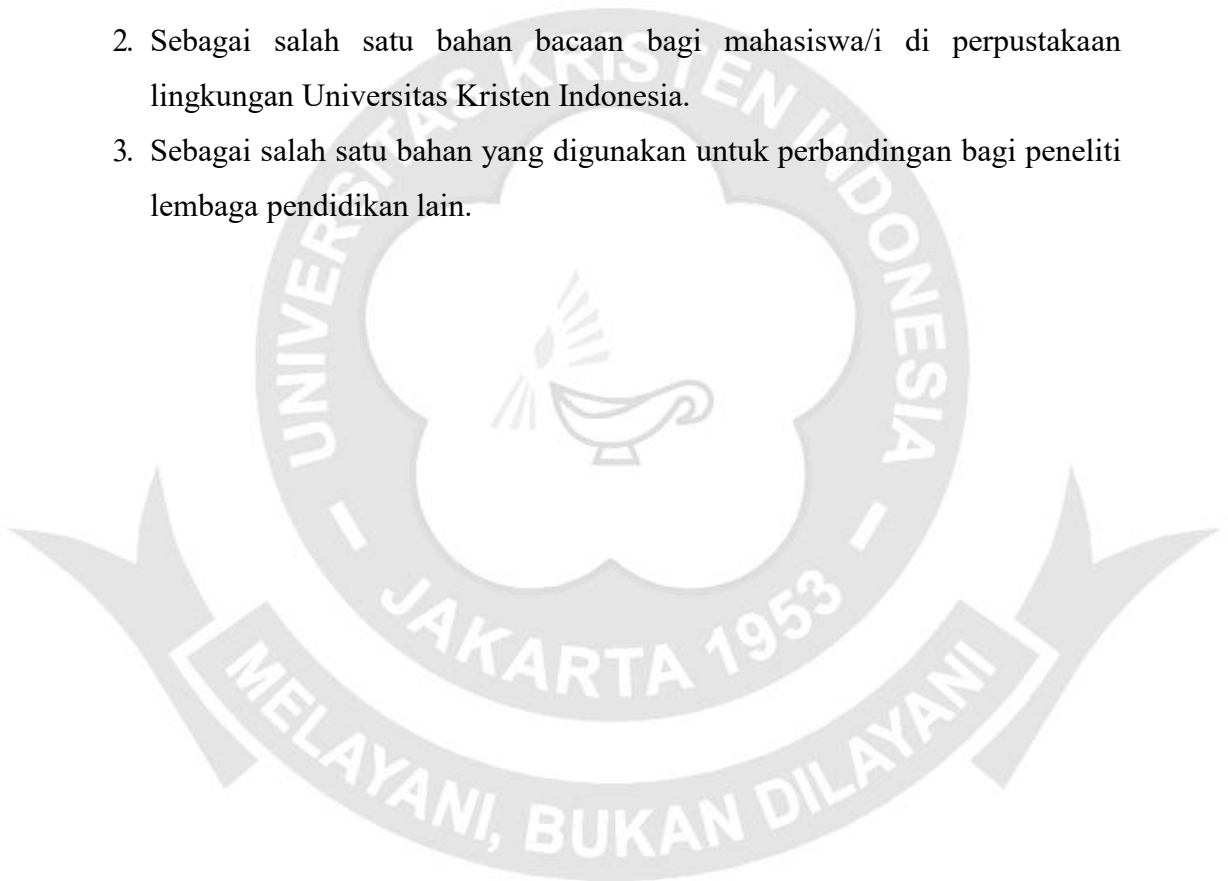 2. Sebagai salah satu bahan bacaan bagi mahasiswa/i di perpustakaan
lingkungan Universitas Kristen Indonesia.
3. Sebagai salah satu bahan yang digunakan untuk perbandingan bagi peneliti
lembaga pendidikan lain.
UNIVERSITAS KRISTEN INDONESIA
- JAKARTA 1953 -
MELAYANI, BUKAN DILAYANI